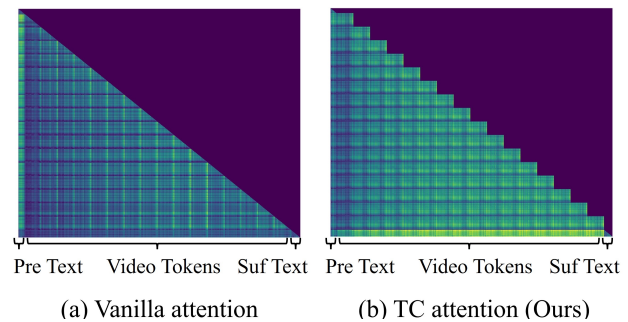 Pre Text Video Tokens Suf Text Pre Text Video Tokens Suf Text
(a) Vanilla attention (b) TC attention (Ours)